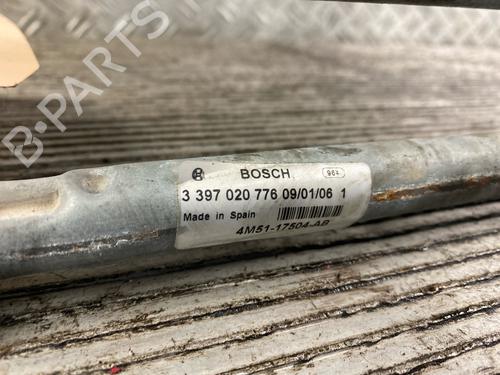 BOSCH
3 397 020 776 09/01/06 1
Made in Spain
4M51-17504-AB
B-PARTS